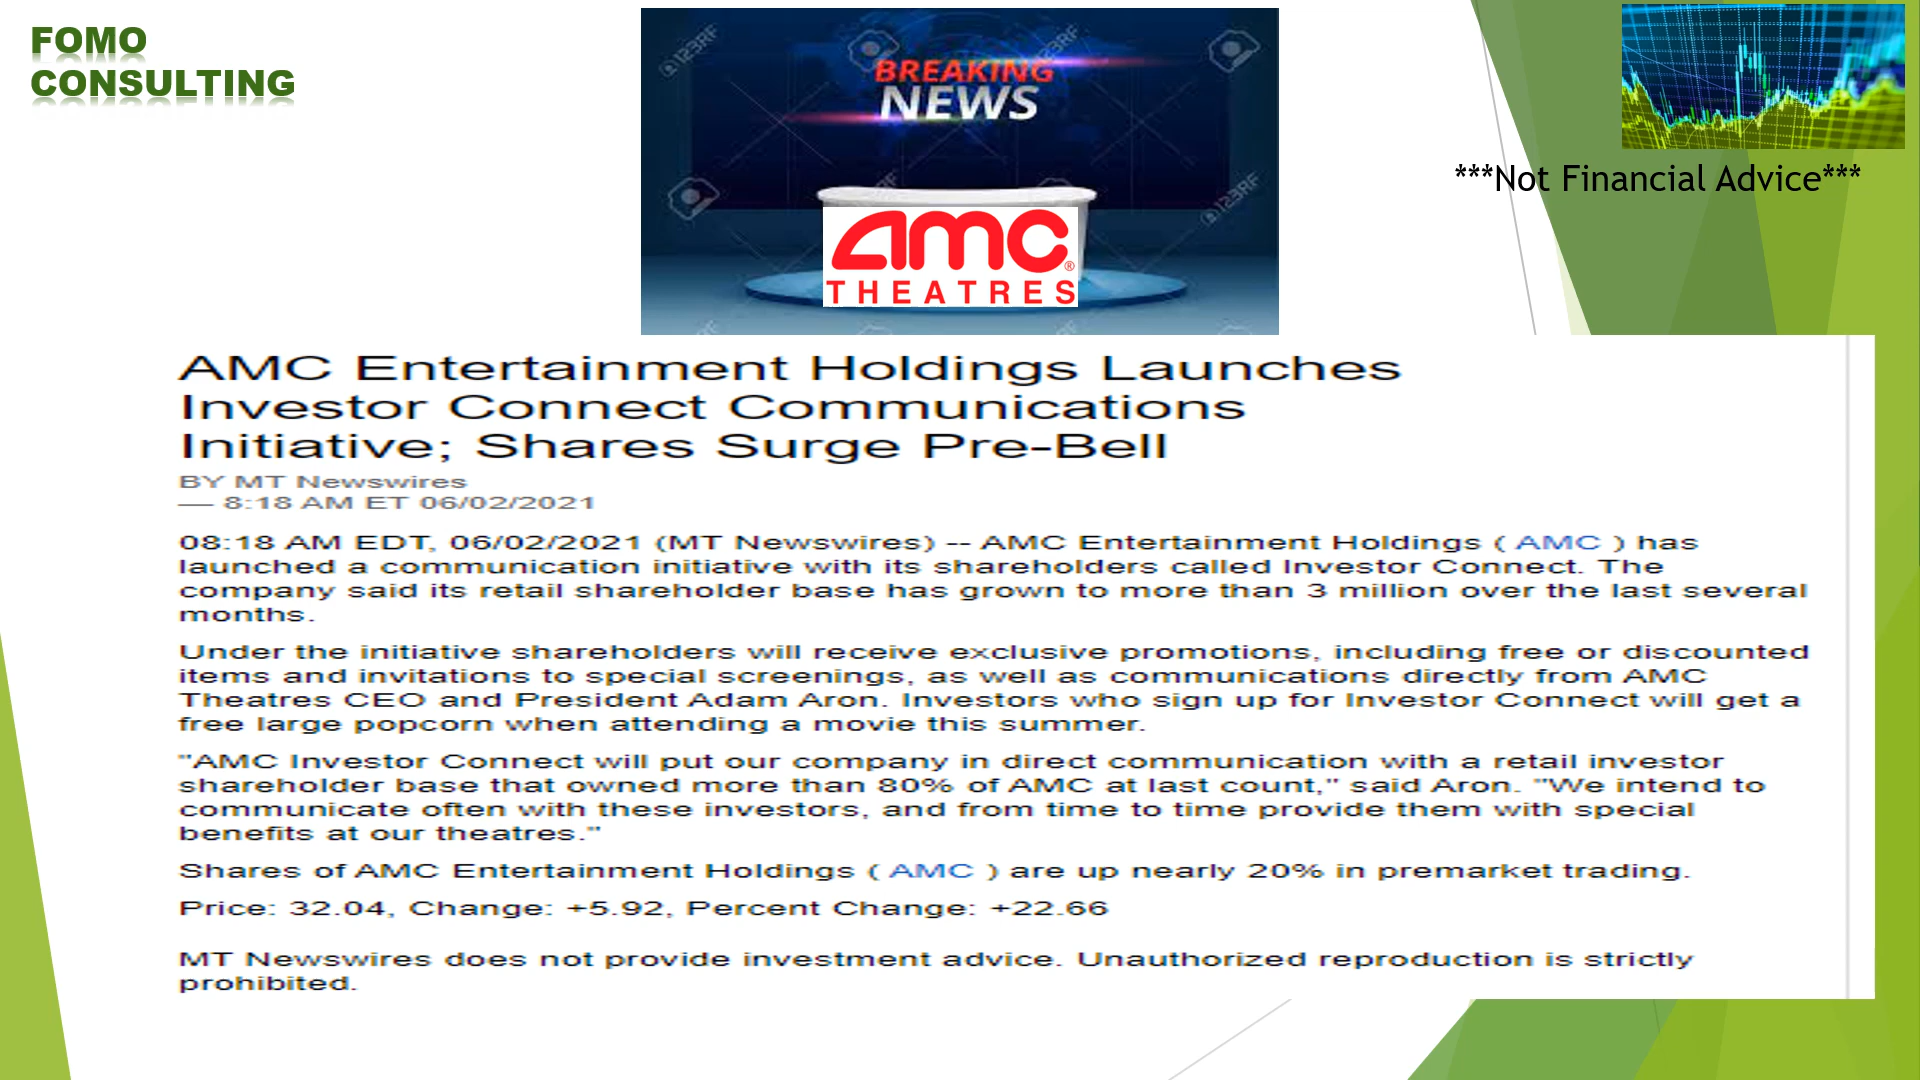 FOMO
CONSULTING
123RF
123RF
BREAKING
NEWS
123RF
amc®
THEATRES
***Not Financial Advice***
AMC Entertainment Holdings Launches
Investor Connect Communications
Initiative; Shares Surge Pre-Bell
BY MT Newswires
— 8:18 AM ET 06/02/2021
08:18 AM EDT, 06/02/2021 (MT Newswires) -- AMC Entertainment Holdings ( AMC ) has
launched a communication initiative with its shareholders called Investor Connect. The
company said its retail shareholder base has grown to more than 3 million over the last several
months.
Under the initiative shareholders will receive exclusive promotions, including free or discounted
items and invitations to special screenings, as well as communications directly from AMC
Theatres CEO and President Adam Aron. Investors who sign up for Investor Connect will get a
free large popcorn when attending a movie this summer.
"AMC Investor Connect will put our company in direct communication with a retail investor
shareholder base that owned more than 80% of AMC at last count," said Aron. "We intend to
communicate often with these investors, and from time to time provide them with special
benefits at our theatres."
Shares of AMC Entertainment Holdings ( AMC ) are up nearly 20% in premarket trading.
Price: 32.04, Change: +5.92, Percent Change: +22.66
MT Newswires does not provide investment advice. Unauthorized reproduction is strictly
prohibited.